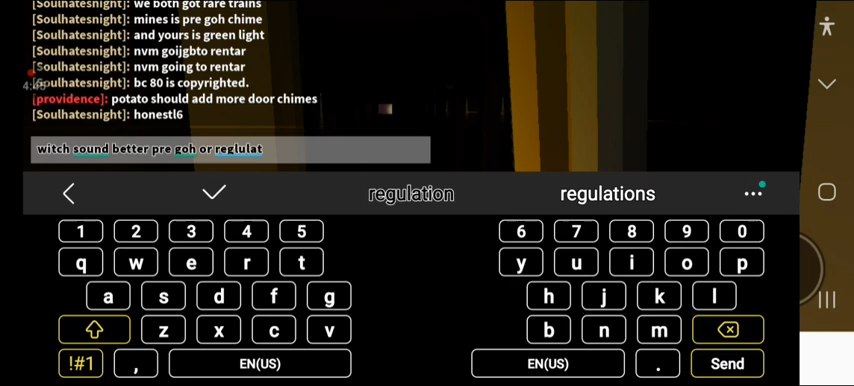 [Soulhatesnight]: we both got rare trains
[Soulhatesnight]: mines is pre goh chime
[Soulhatesnight]: and yours is green light
[Soulhatesnight]: nvm goijgbto rentar
[Soulhatesnight]: nvm going to rentar
[Soulhatesnight]: bc 80 is copyrighted.
[providence]: potato should add more door chimes
[Soulhatesnight]: honestl6
witch sound better pre goh or reglulat
regulation regulations
1 2 3 4 5 6 7 8 9 0
q w e r t y u i o p
a s d f g h j k l
z x c v b n m
!#1 , EN(US) EN(US) . Send